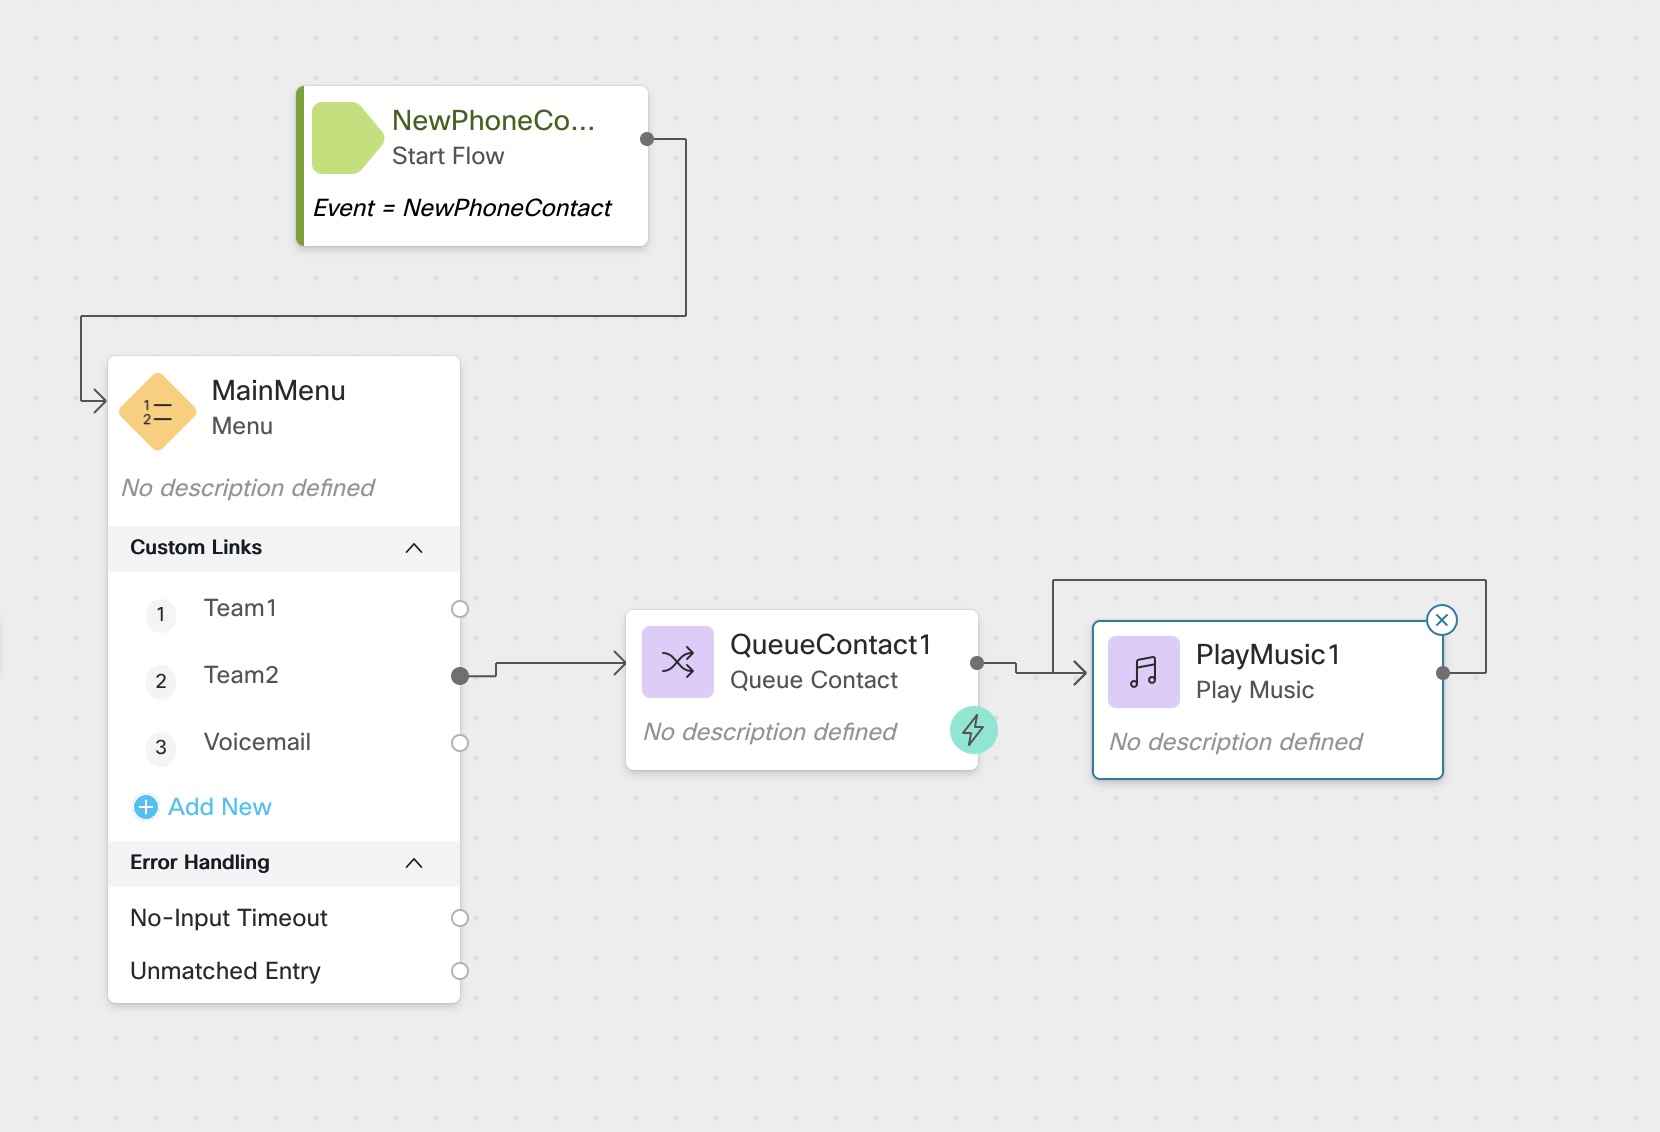 NewPhoneCo...
Start Flow
Event = NewPhoneContact
MainMenu
Menu
No description defined
Custom Links
1 Team1
2 Team2
3 Voicemail
Add New
Error Handling
No-Input Timeout
Unmatched Entry
QueueContact1
Queue Contact
No description defined
PlayMusic1
Play Music
No description defined